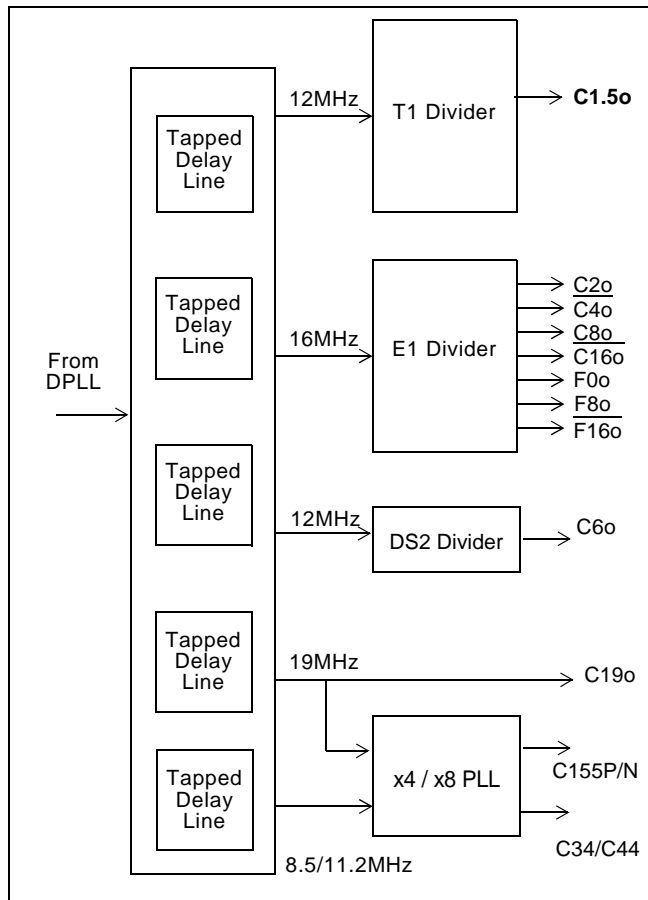 12MHz
T1 Divider
C1.5o
Tapped
Delay
Line
Tapped
Delay
Line
16MHz
E1 Divider
C2o
C4o
C8o
C16o
F0o
F8o
F16o
From
DPLL
Tapped
Delay
Line
12MHz
DS2 Divider
C6o
Tapped
Delay
Line
19MHz
C19o
Tapped
Delay
Line
x4 / x8 PLL
C155P/N
C34/C44
8.5/11.2MHz